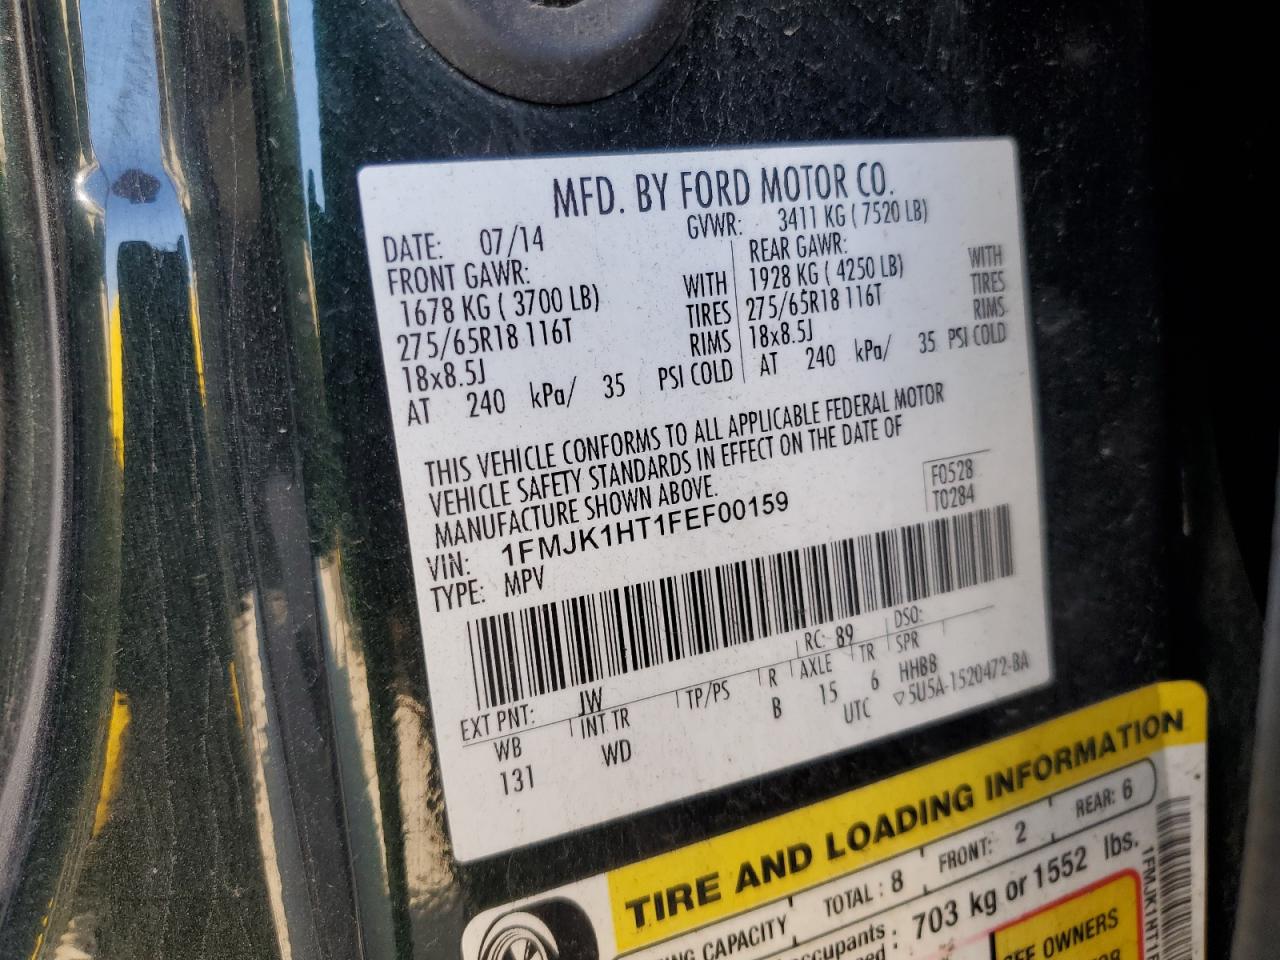 MFD. BY FORD MOTOR CO.
DATE: 07/14 GVWR: 3411 KG ( 7520 LB)
FRONT GAWR: REAR GAWR:
1678 KG ( 3700 LB) WITH 1928 KG ( 4250 LB) WITH
275/65R18 116T TIRES 275/65R18 116T TIRES
18x8.5J RIMS 18x8.5J RIMS
AT 240 kPa/ 35 PSI COLD AT 240 kPa/ 35 PSI COLD
THIS VEHICLE CONFORMS TO ALL APPLICABLE FEDERAL MOTOR
VEHICLE SAFETY STANDARDS IN EFFECT ON THE DATE OF
MANUFACTURE SHOWN ABOVE.
VIN: 1FMJK1HT1FEF00159
F0528
T0284
TYPE: MPV
EXT PNT: JW RC: 89 DSO:
WB INT TR TP/PS R AXLE TR SPR
131 WD B 15 6 HHBB
UTC ▽5U5A-1520472-BA
TIRE AND LOADING INFORMATION
CAPACITY TOTAL : 8 FRONT: 2 REAR: 6
703 kg or 1552 lbs.
OWNERS